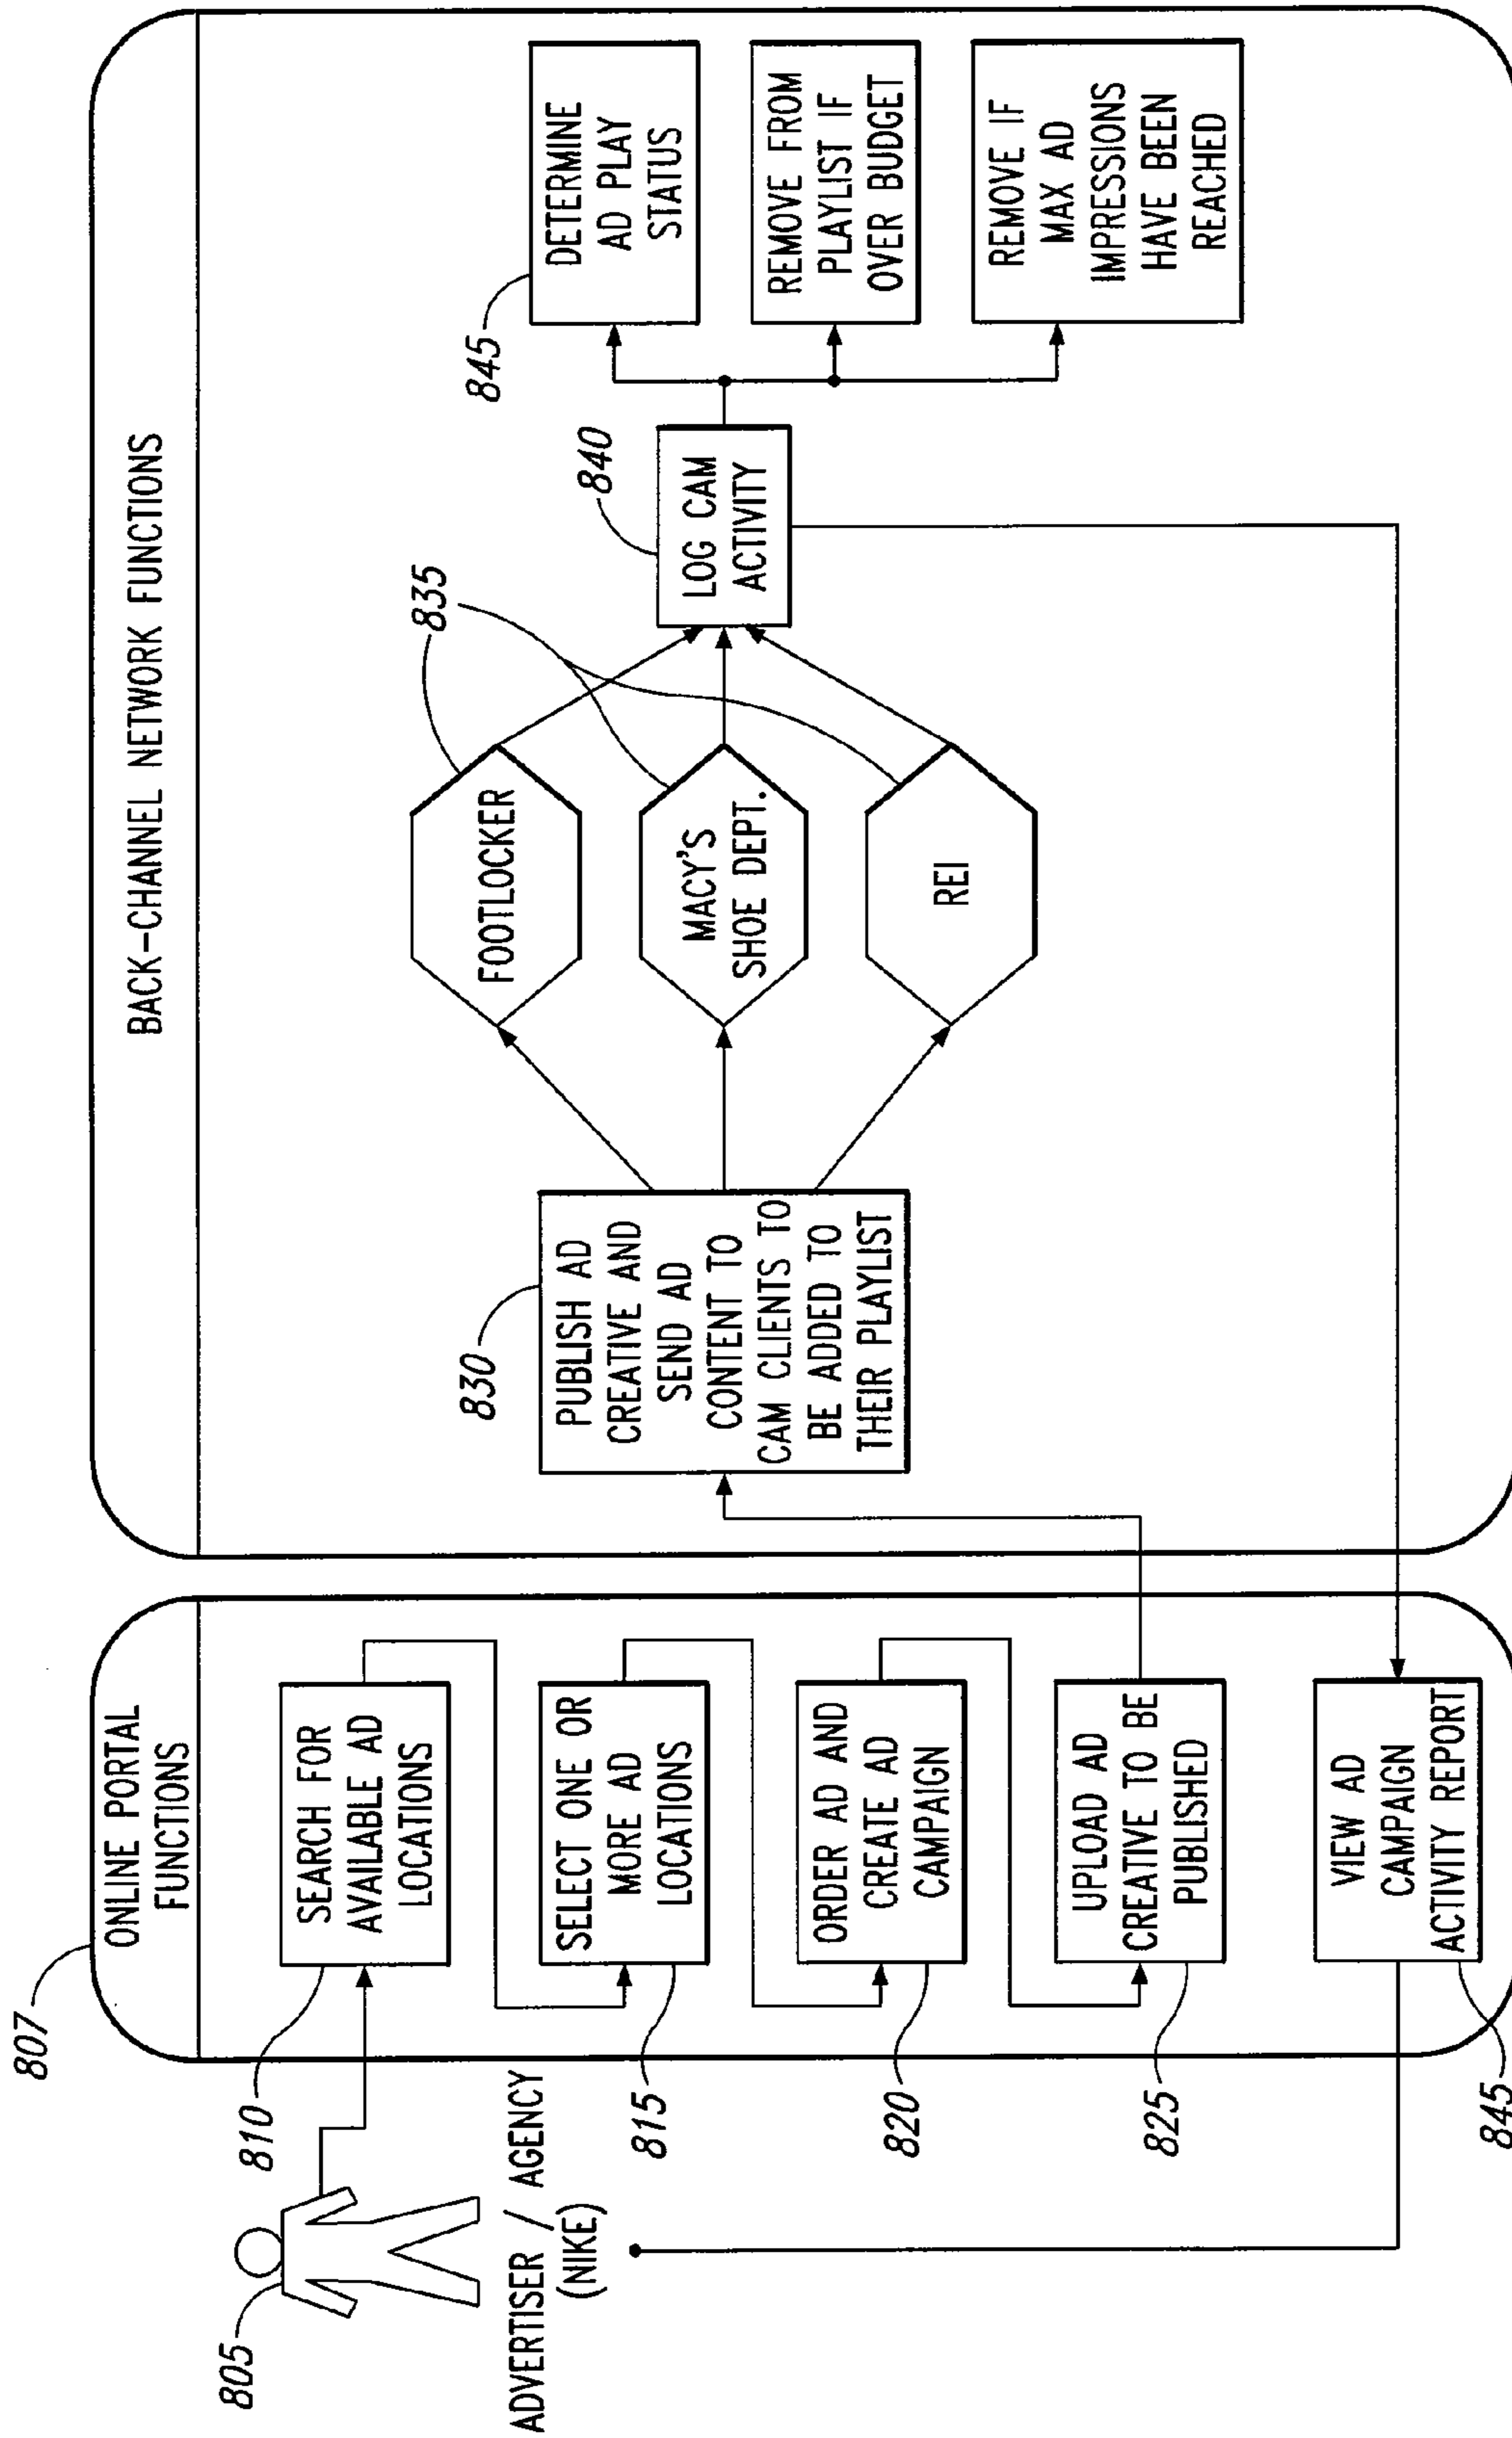 807
ONLINE PORTAL
FUNCTIONS
805
ADVERTISER / AGENCY
(NIKE)
810
SEARCH FOR
AVAILABLE AD
LOCATIONS
815
SELECT ONE OR
MORE AD
LOCATIONS
820
ORDER AD AND
CREATE AD
CAMPAIGN
825
UPLOAD AD
CREATIVE TO BE
PUBLISHED
845
VIEW AD
CAMPAIGN
ACTIVITY REPORT
BACK-CHANNEL NETWORK FUNCTIONS
830
PUBLISH AD
CREATIVE AND
SEND AD
CONTENT TO
CAM CLIENTS TO
BE ADDED TO
THEIR PLAYLIST
835
FOOTLOCKER
MACY'S
SHOE DEPT.
REI
840
LOG CAM
ACTIVITY
845
DETERMINE
AD PLAY
STATUS
REMOVE FROM
PLAYLIST IF
OVER BUDGET
REMOVE IF
MAX AD
IMPRESSIONS
HAVE BEEN
REACHED